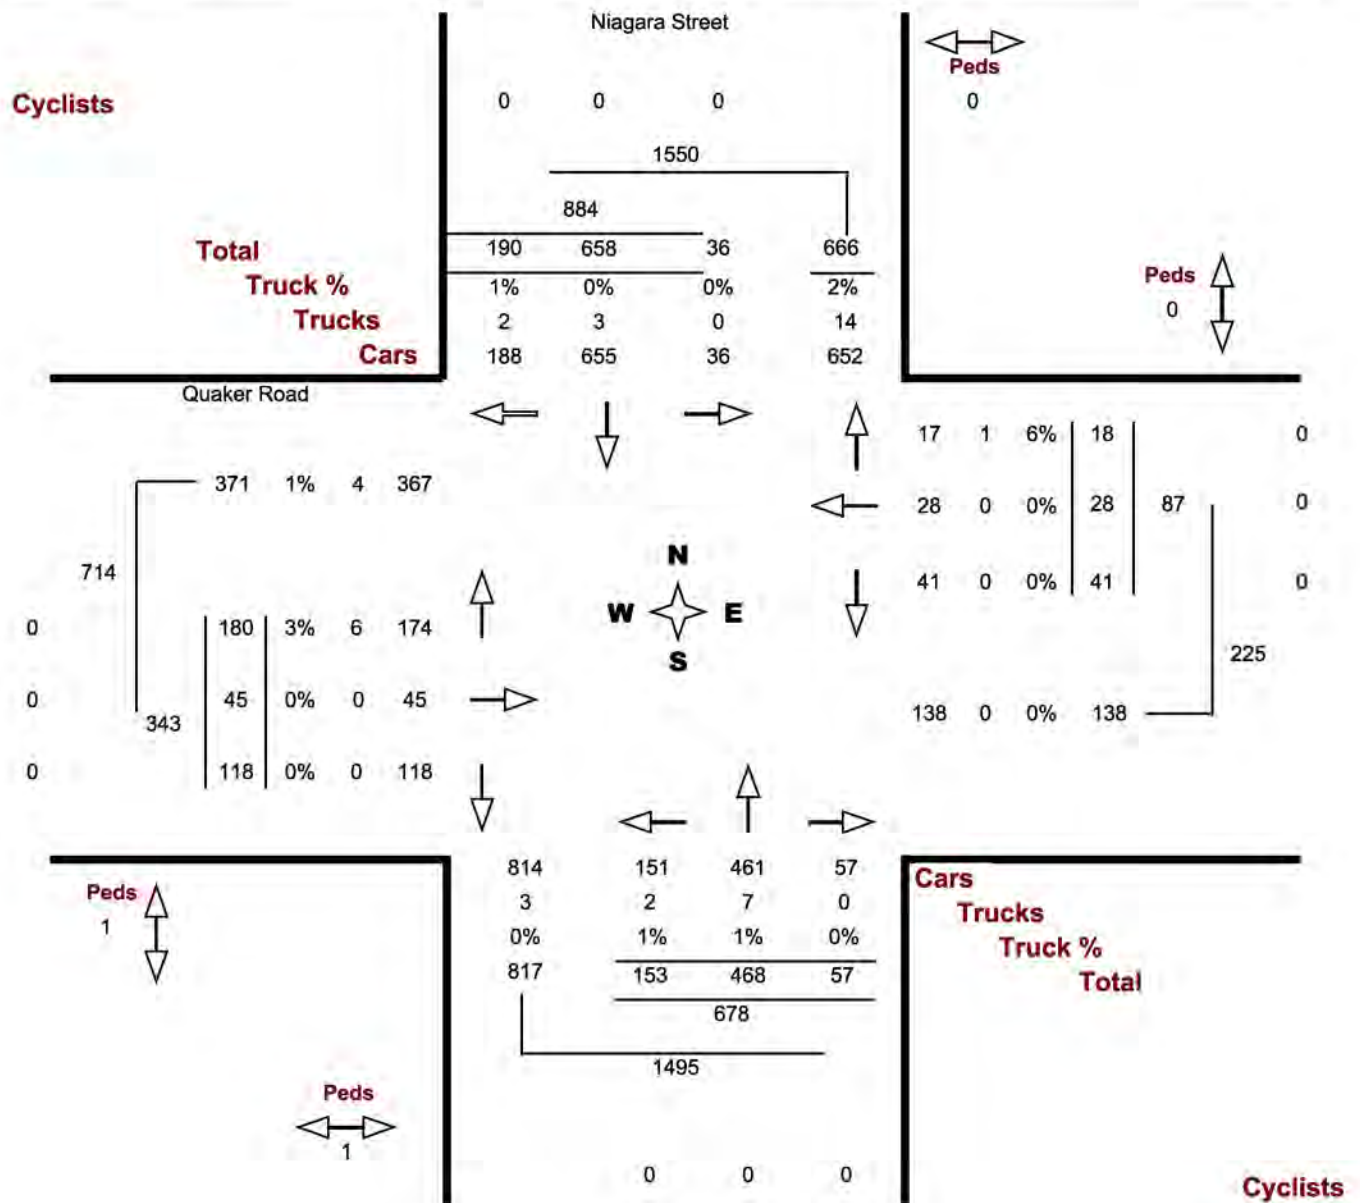 Niagara Street
Peds
Cyclists 0 0 0 0
1550
884
Total 190 658 36 666
Truck % 1% 0% 0% 2%
Peds
Trucks 2 3 0 14 0
Cars 188 655 36 652
Quaker Road
17 1 6% 18 0
371 1% 4 367
28 0 0% 28 87 0
N
714
41 0 0% 41 0
W E
0 180 3% 6 174
S
225
0 45 0% 0 45
343
138 0 0% 138
0 118 0% 0 118
814 151 461 57
Cars
Peds
3 2 7 0
Trucks
1
0% 1% 1% 0%
Truck %
817 153 468 57
Total
678
1495
Peds
1
0 0 0
Cyclists